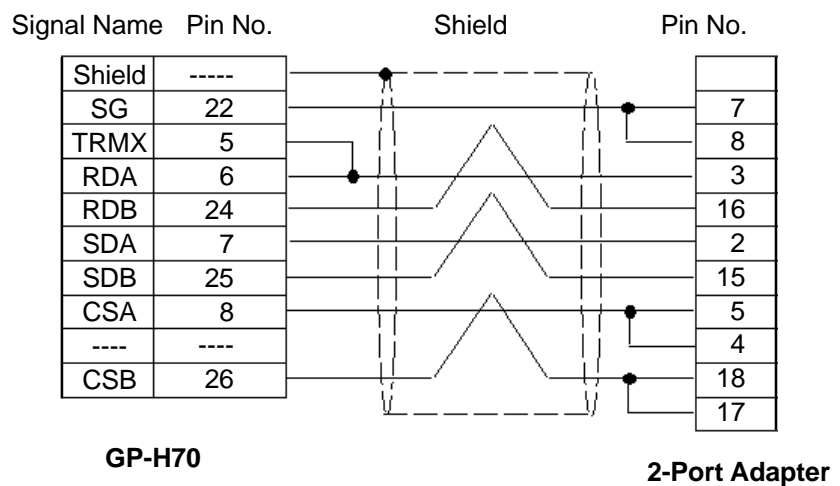 Signal Name Pin No. Shield Pin No.
Shield -----
SG 22 7
TRMX 5 8
RDA 6 3
RDB 24 16
SDA 7 2
SDB 25 15
CSA 8 5
---- ---- 4
CSB 26 18
17
GP-H70
2-Port Adapter